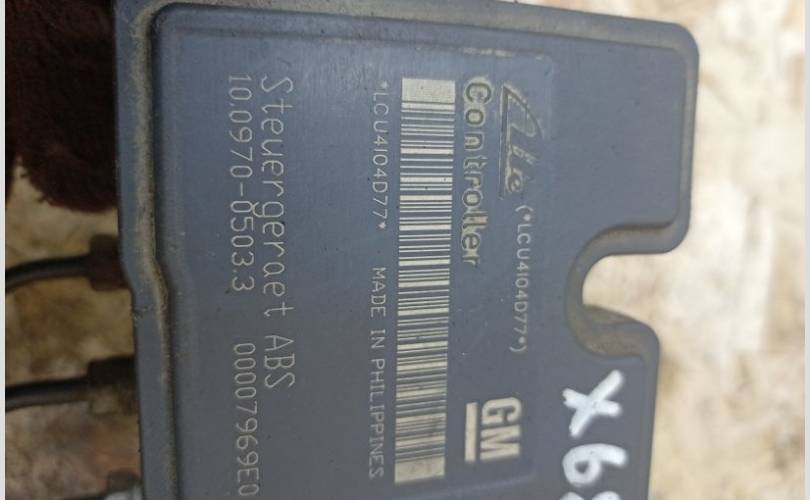 Ate (*LCU4104D77*)
Controller GM
*LCU4104D77* MADE IN PHILIPPINES
Steuergeraet ABS
10.0970-0503.3 00007969E0